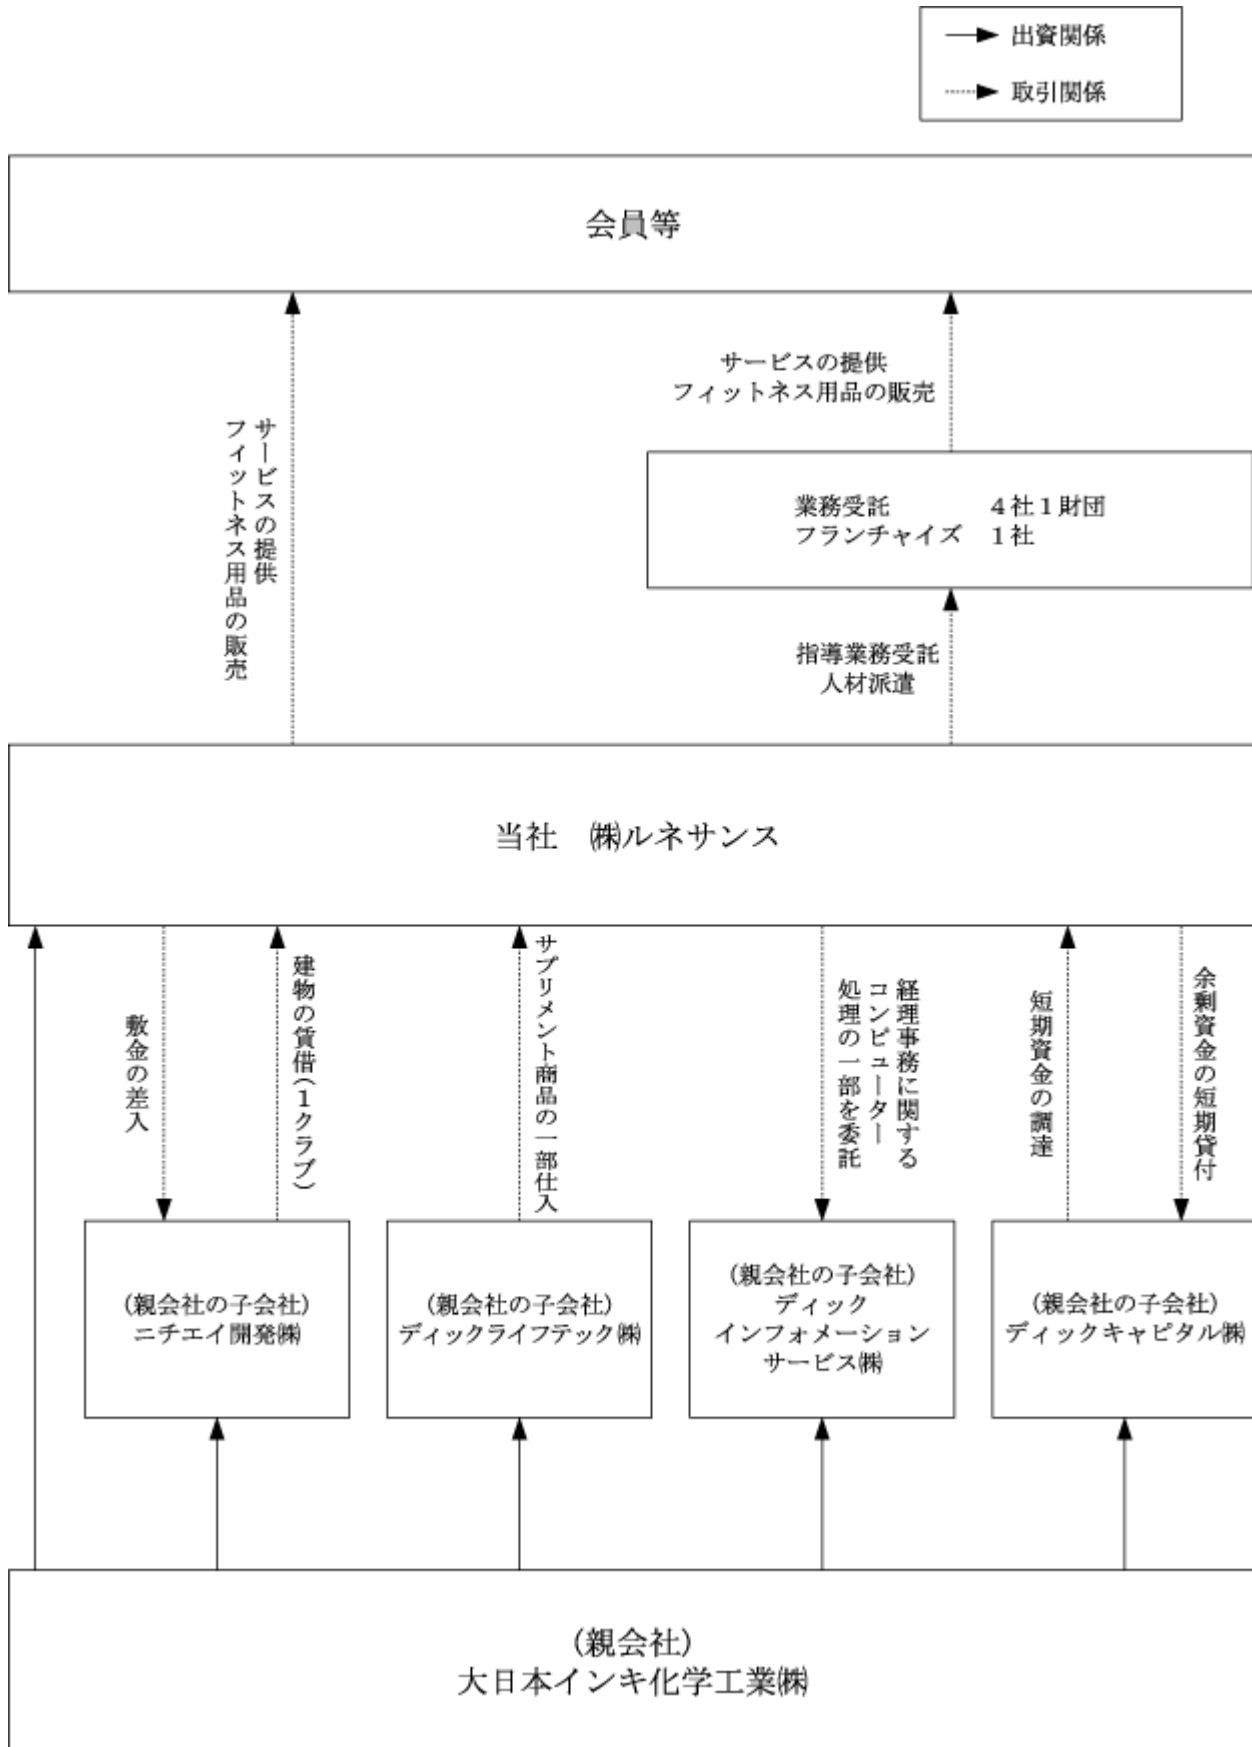 出資関係
取引関係
会員等
サービスの提供
フィットネス用品の販売
サービスの提供
フィットネス用品の販売
業務受託 4社1財団
フランチャイズ 1社
指導業務受託
人材派遣
当社 ㈱ルネサンス
敷金の差入
建物の賃借(1クラブ)
サプリメント商品の一部仕入
経理事務に関する
コンピューター
処理の一部を委託
短期資金の調達
余剰資金の短期貸付
(親会社の子会社)
ニチエイ開発㈱
(親会社の子会社)
ディックライフテック㈱
(親会社の子会社)
ディック
インフォメーション
サービス㈱
(親会社の子会社)
ディックキャピタル㈱
(親会社)
大日本インキ化学工業㈱